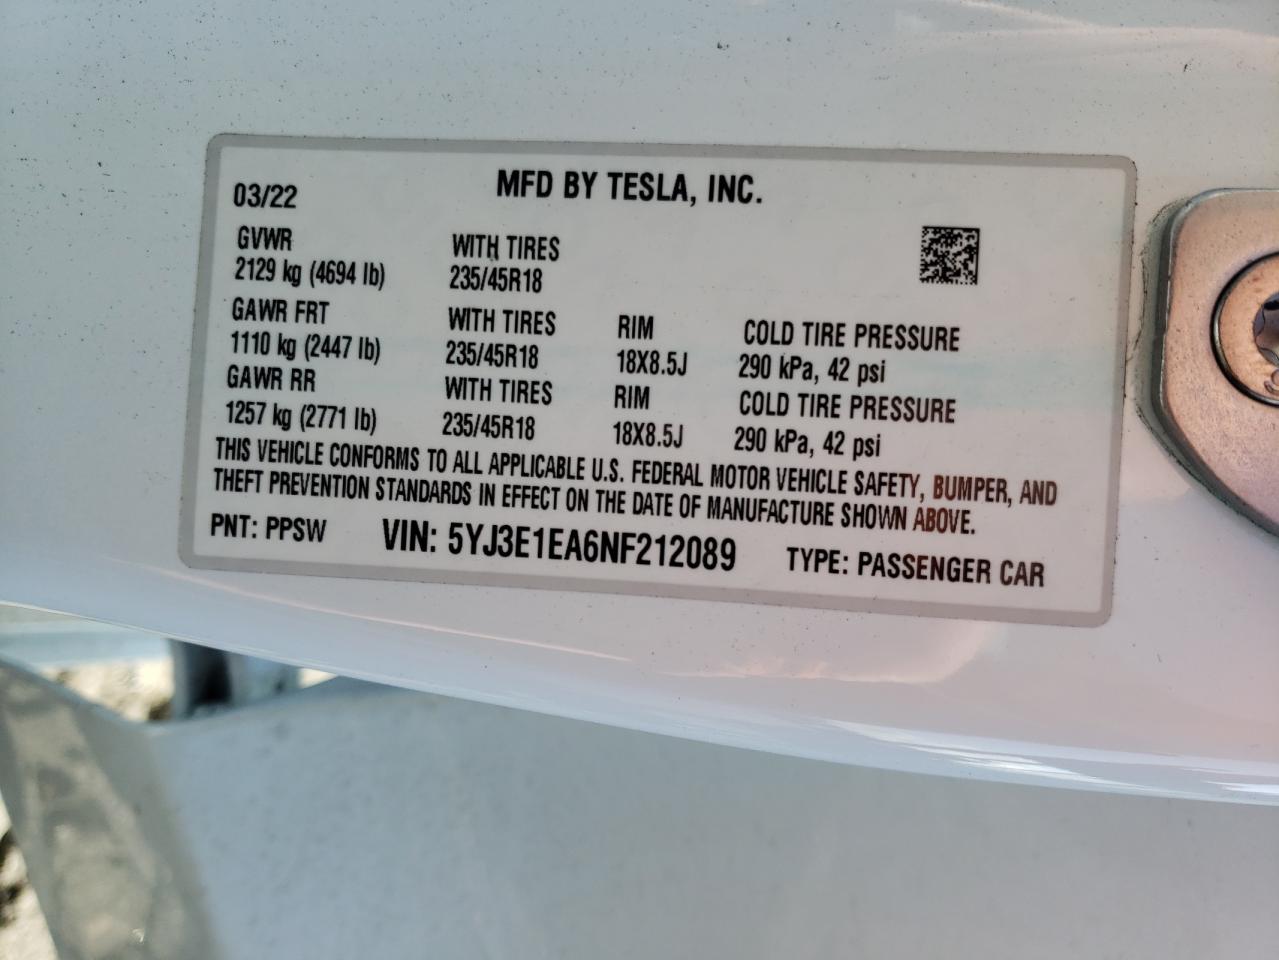 MFD BY TESLA, INC.
03/22
GVWR WITH TIRES
2129 kg (4694 lb) 235/45R18
GAWR FRT WITH TIRES RIM COLD TIRE PRESSURE
1110 kg (2447 lb) 235/45R18 18X8.5J 290 kPa, 42 psi
GAWR RR WITH TIRES RIM COLD TIRE PRESSURE
1257 kg (2771 lb) 235/45R18 18X8.5J 290 kPa, 42 psi
THIS VEHICLE CONFORMS TO ALL APPLICABLE U.S. FEDERAL MOTOR VEHICLE SAFETY, BUMPER, AND
THEFT PREVENTION STANDARDS IN EFFECT ON THE DATE OF MANUFACTURE SHOWN ABOVE.
PNT: PPSW VIN: 5YJ3E1EA6NF212089 TYPE: PASSENGER CAR